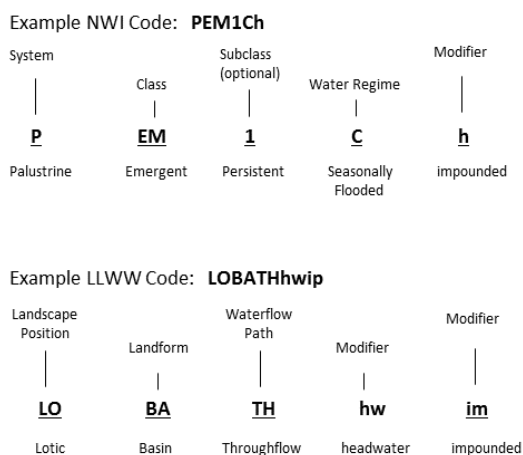 Example NWI Code: PEM1Ch
System
Class
Subclass
(optional)
Water Regime
Modifier
P EM 1 C h
Palustrine Emergent Persistent Seasonally
Flooded
impounded
Example LLWW Code: LOBATHhwip
Landscape
Position
Landform
Waterflow
Path
Modifier
Modifier
LO BA TH hw im
Lotic Basin Throughflow headwater impounded